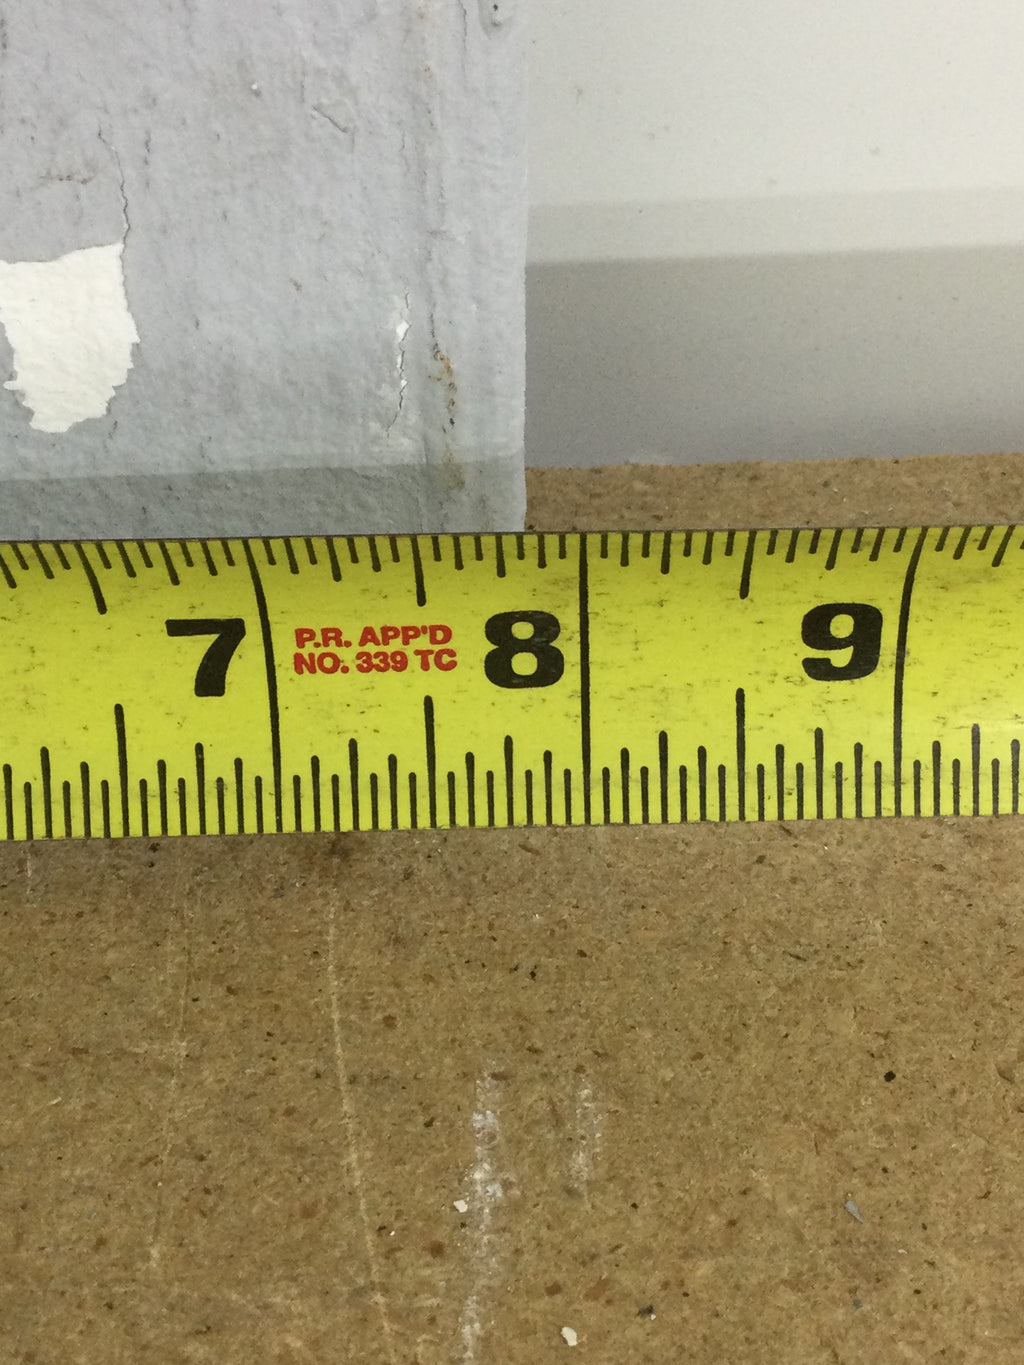 7 P.R. APP'D 8 9
NO. 339 TC